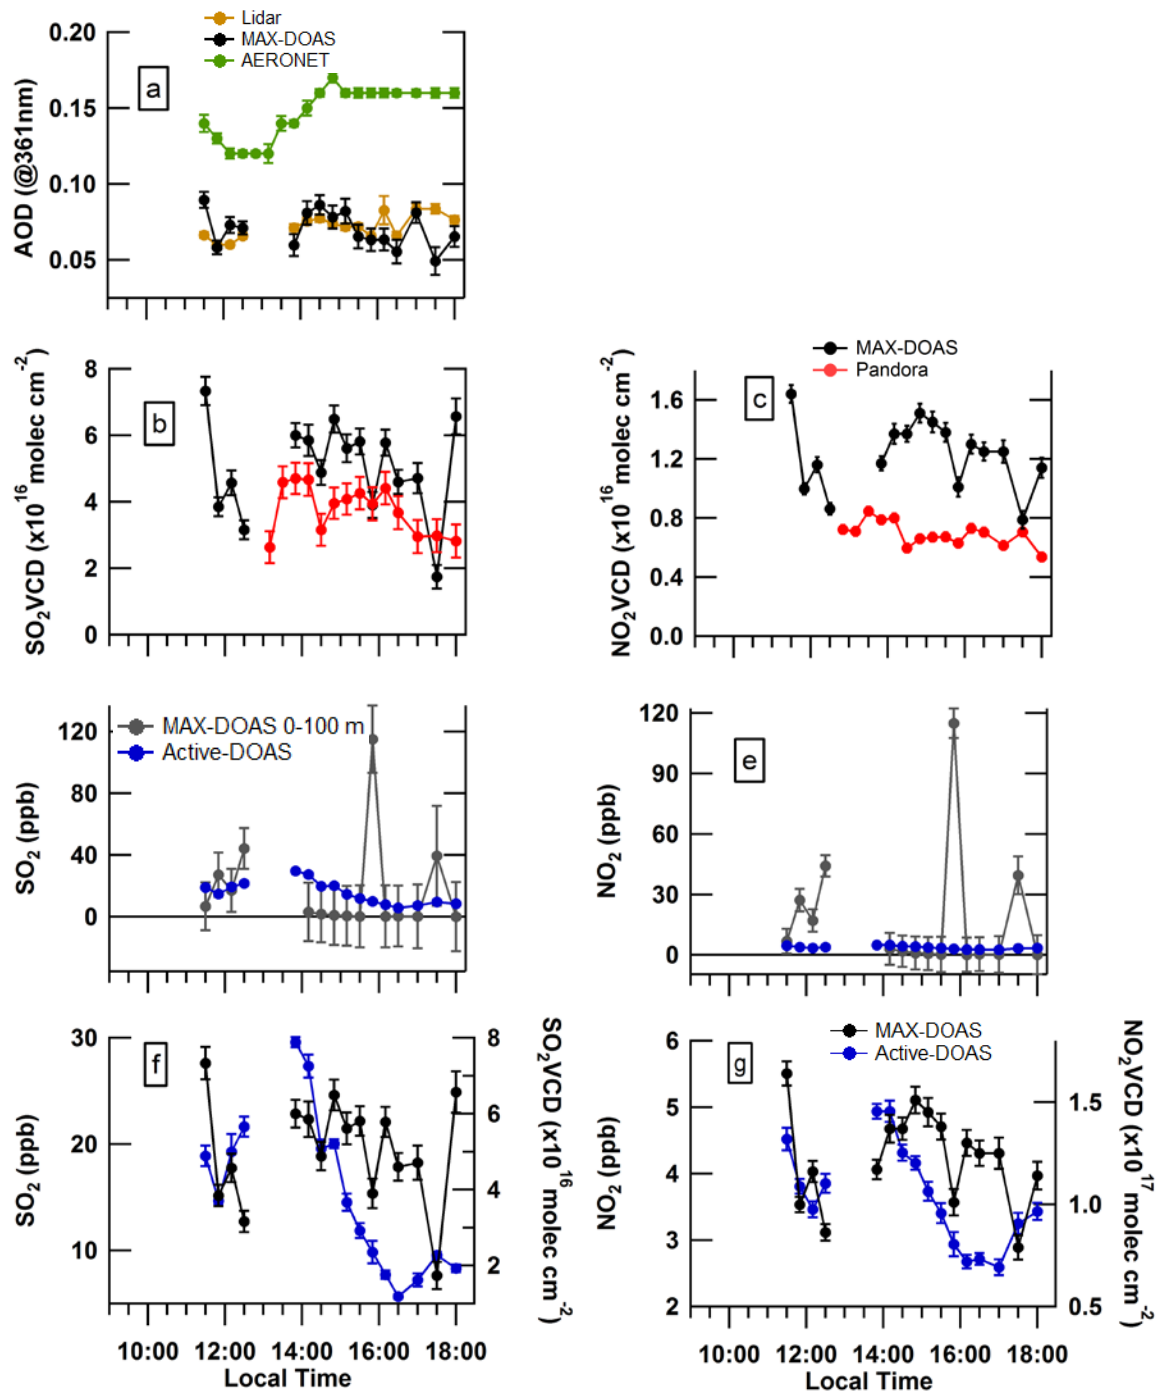 Lidar
MAX-DOAS
AERONET
a
0.20
0.15
0.10
0.05
AOD (@361nm)
b
8
6
4
2
0
SO2VCD (x10^16 molec cm^-2)
MAX-DOAS
Pandora
c
1.6
1.2
0.8
0.4
0.0
NO2VCD (x10^16 molec cm^-2)
MAX-DOAS 0-100 m
Active-DOAS
120
80
40
0
SO2 (ppb)
e
120
90
60
30
0
NO2 (ppb)
f
30
20
10
SO2 (ppb)
8
6
4
2
SO2VCD (x10^16 molec cm^-2)
10:00 12:00 14:00 16:00 18:00
Local Time
MAX-DOAS
Active-DOAS
g
6
5
4
3
2
NO2 (ppb)
1.5
1.0
0.5
NO2VCD (x10^17 molec cm^-2)
10:00 12:00 14:00 16:00 18:00
Local Time